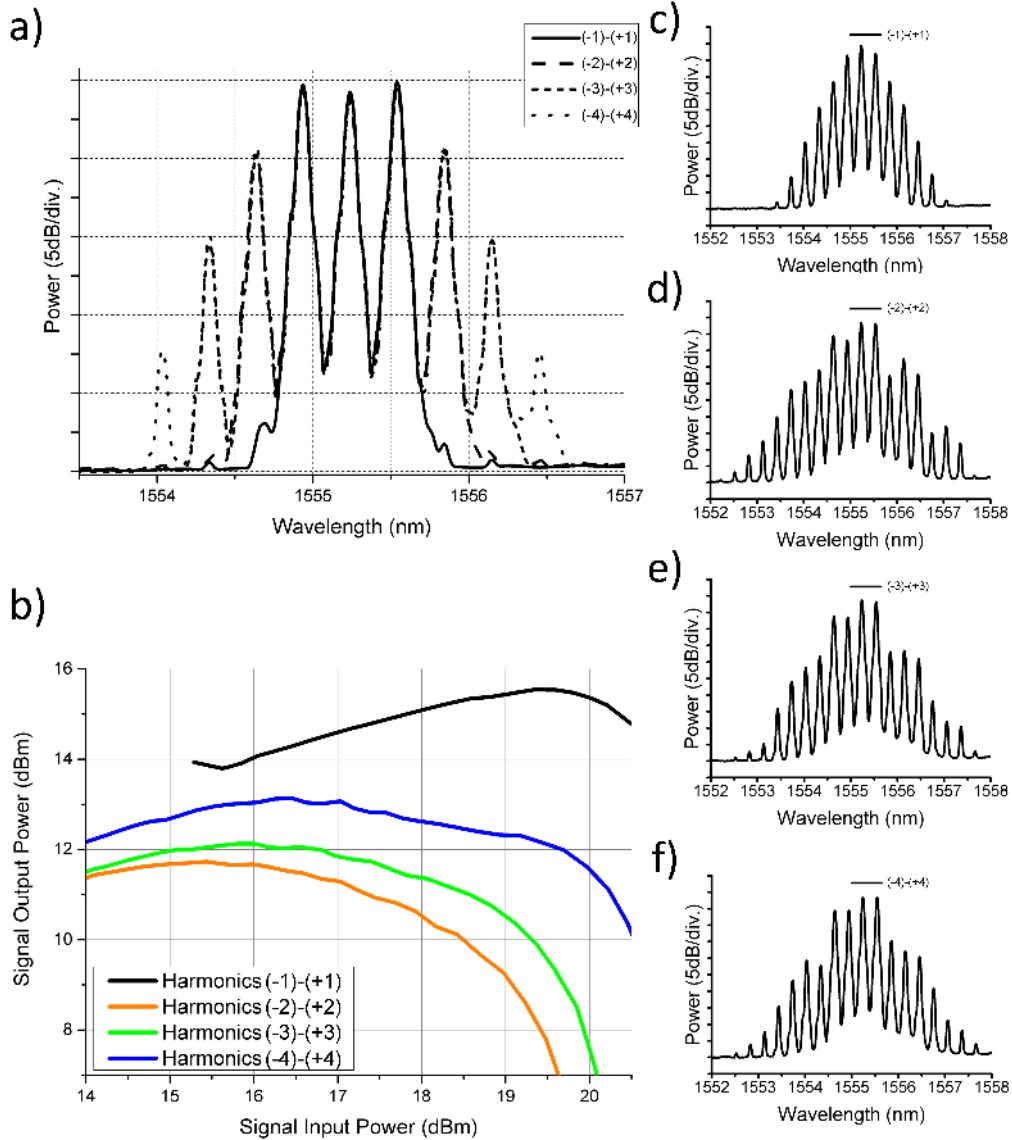 a)
(-1)-(+1)
(-2)-(+2)
(-3)-(+3)
(-4)-(+4)
Power (5dB/div.)
1554 1555 1556 1557
Wavelength (nm)
b)
16
14
12
10
8
Signal Output Power (dBm)
Harmonics (-1)-(+1)
Harmonics (-2)-(+2)
Harmonics (-3)-(+3)
Harmonics (-4)-(+4)
14 15 16 17 18 19 20
Signal Input Power (dBm)
c)
(-1)-(+1)
Power (5dB/div.)
1552 1553 1554 1555 1556 1557 1558
Wavelength (nm)
d)
(-2)-(+2)
Power (5dB/div.)
1552 1553 1554 1555 1556 1557 1558
Wavelength (nm)
e)
(-3)-(+3)
Power (5dB/div.)
1552 1553 1554 1555 1556 1557 1558
Wavelength (nm)
f)
(-4)-(+4)
Power (5dB/div.)
1552 1553 1554 1555 1556 1557 1558
Wavelength (nm)